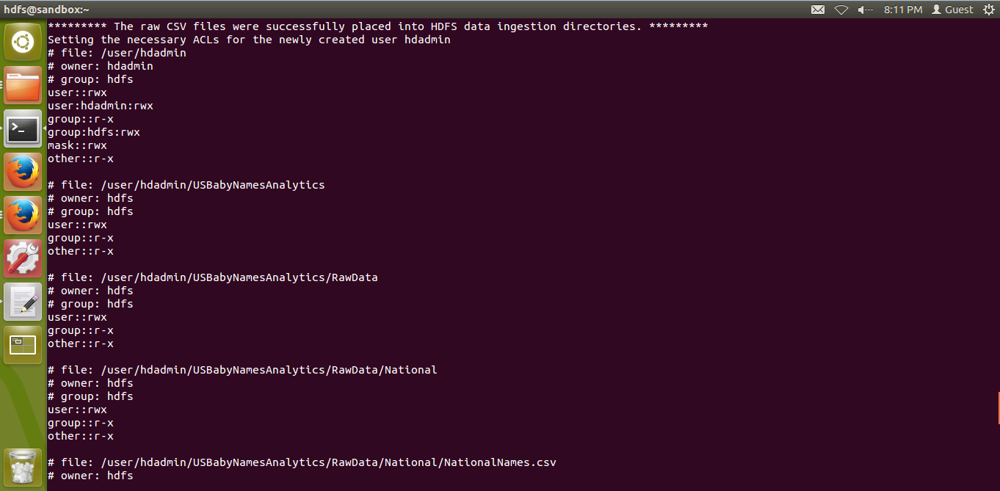 hdfs@sandbox:~
8:11 PM Guest
********* The raw CSV files were successfully placed into HDFS data ingestion directories. *********
Setting the necessary ACLs for the newly created user hdadmin
# file: /user/hdadmin
# owner: hdadmin
# group: hdfs
user::rwx
user:hdadmin:rwx
group::r-x
group:hdfs:rwx
mask::rwx
other::r-x

# file: /user/hdadmin/USBabyNamesAnalytics
# owner: hdfs
# group: hdfs
user::rwx
group::r-x
other::r-x

# file: /user/hdadmin/USBabyNamesAnalytics/RawData
# owner: hdfs
# group: hdfs
user::rwx
group::r-x
other::r-x

# file: /user/hdadmin/USBabyNamesAnalytics/RawData/National
# owner: hdfs
# group: hdfs
user::rwx
group::r-x
other::r-x

# file: /user/hdadmin/USBabyNamesAnalytics/RawData/National/NationalNames.csv
# owner: hdfs